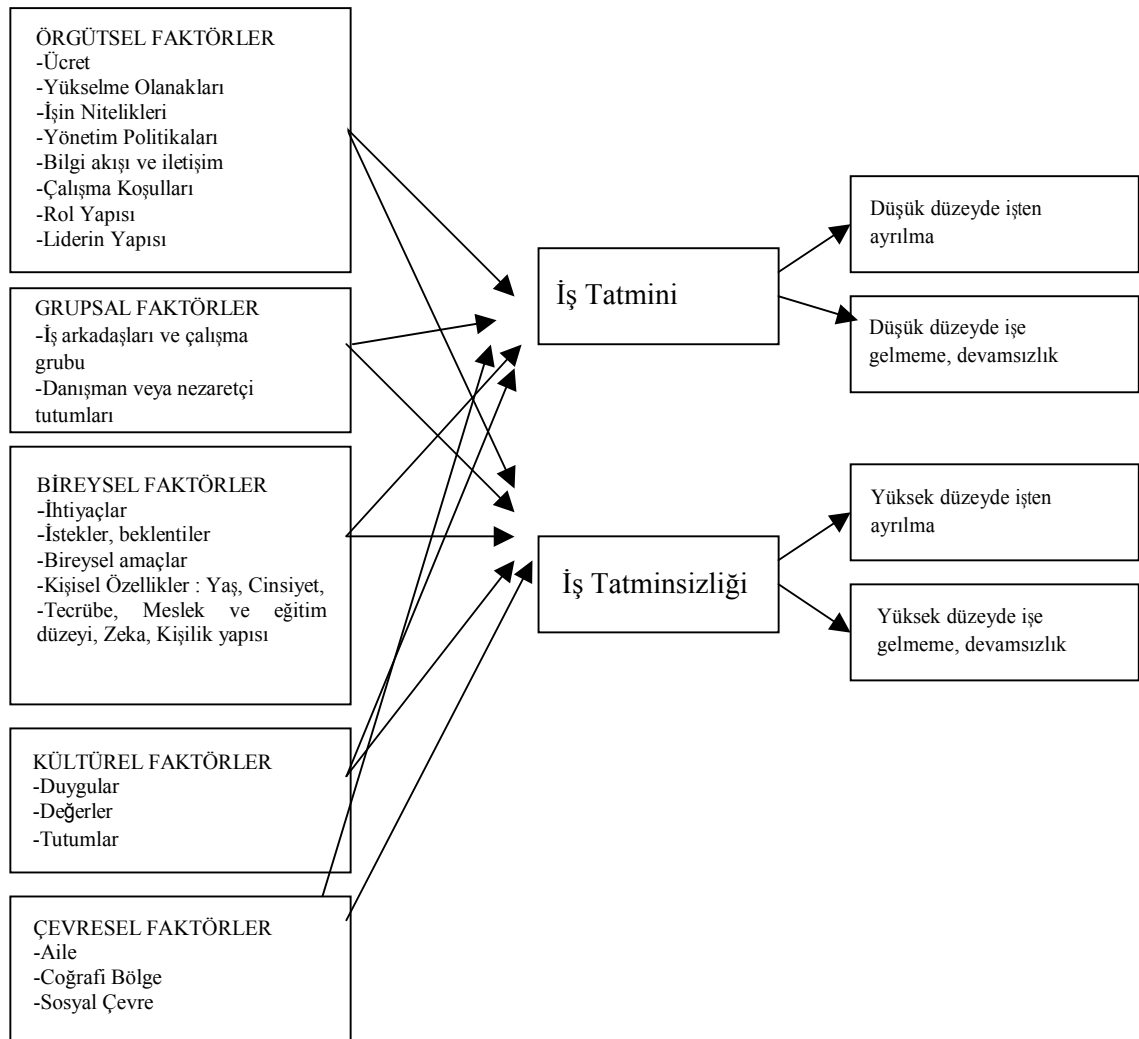 ÖRGÜTSEL FAKTÖRLER
-Ücret
-Yükselme Olanakları
-İşin Nitelikleri
-Yönetim Politikaları
-Bilgi akışı ve iletişim
-Çalışma Koşulları
-Rol Yapısı
-Liderin Yapısı
GRUPSAL FAKTÖRLER
-İş arkadaşları ve çalışma
grubu
-Danışman veya nezaretçi
tutumları
BİREYSEL FAKTÖRLER
-İhtiyaçlar
-İstekler, beklentiler
-Bireysel amaçlar
-Kişisel Özellikler : Yaş, Cinsiyet,
-Tecrübe, Meslek ve eğitim
düzeyi, Zeka, Kişilik yapısı
KÜLTÜREL FAKTÖRLER
-Duygular
-Değerler
-Tutumlar
ÇEVRESEL FAKTÖRLER
-Aile
-Coğrafi Bölge
-Sosyal Çevre
İş Tatmini
İş Tatminsizliği
Düşük düzeyde işten
ayrılma
Düşük düzeyde işe
gelmeme, devamsızlık
Yüksek düzeyde işten
ayrılma
Yüksek düzeyde işe
gelmeme, devamsızlık